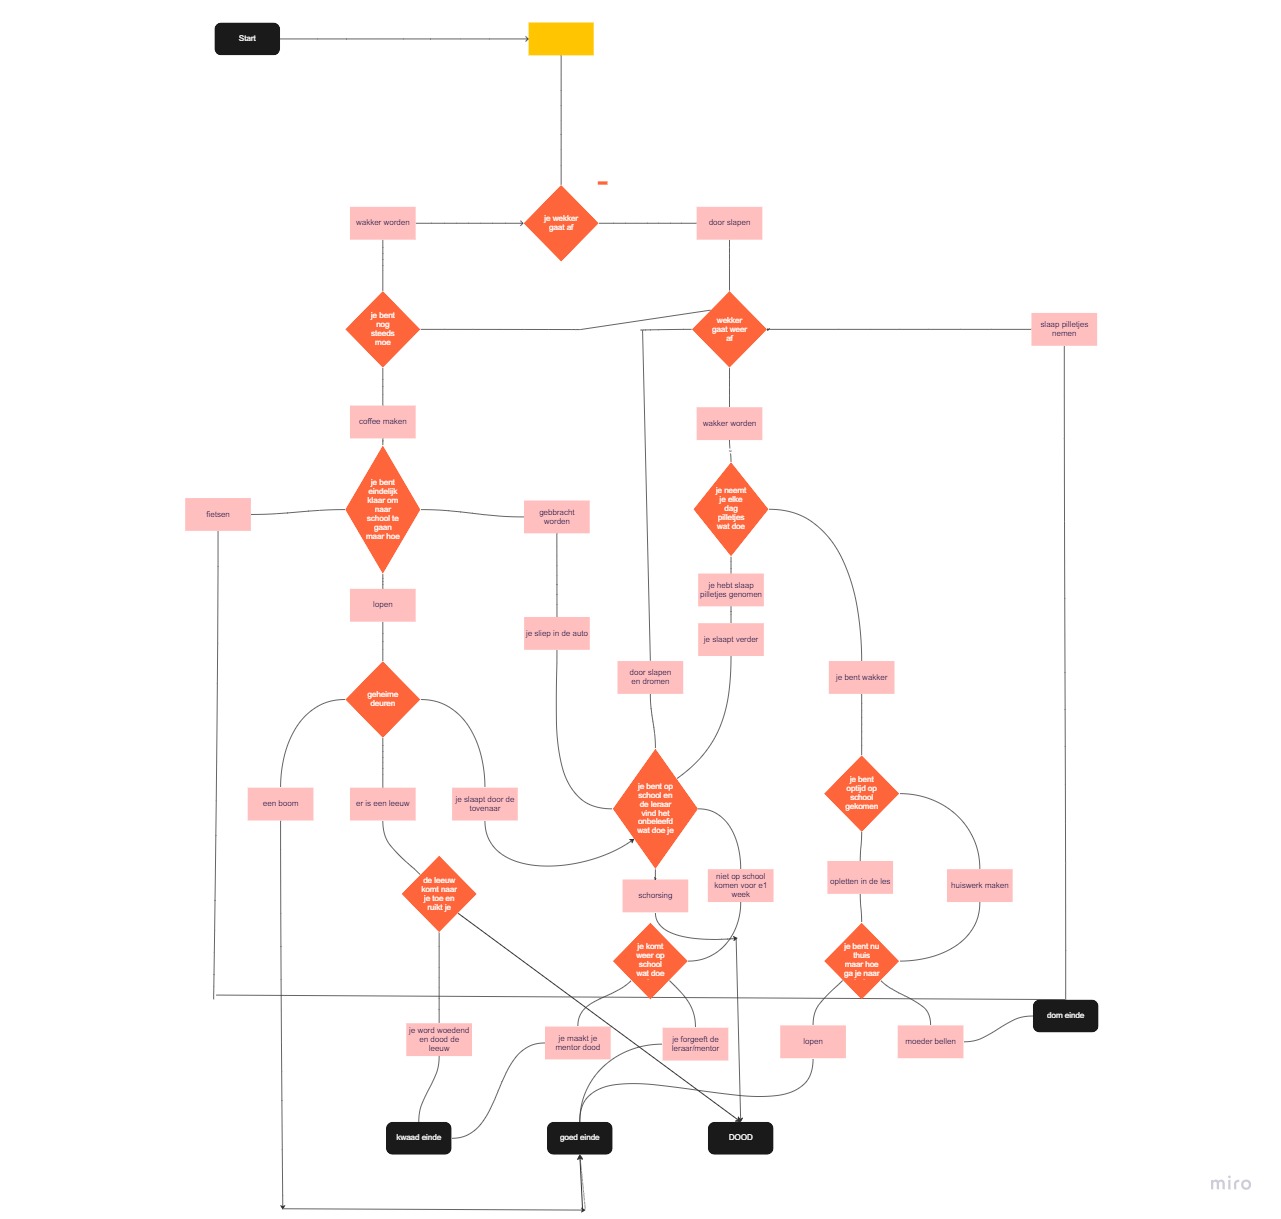 Start
je wekker
gaat af
wakker worden
door slapen
je bent
nog
steeds
moe
wekker
gaat weer
af
slaap pilletjes
nemen
coffee maken
wakker worden
je bent
eindelijk
klaar om
naar
school te
gaan
maar hoe
je neemt
je elke
dag
pilletjes
wat doe
fietsen
gebbracht
worden
je hebt slaap
pilletjes genomen
lopen
je sliep in de auto
je slaapt verder
door slapen
en dromen
je bent wakker
geheime
deuren
een boom
er is een leeuw
je slaapt door de
tovenaar
je bent op
school en
de leraar
vind het
onbeleefd
wat doe je
je bent
optijd op
school
gekomen
de leeuw
komt naar
je toe en
ruikt je
schorsing
niet op school
komen voor e1
week
opletten in de les
huiswerk maken
je komt
weer op
school
wat doe
je bent nu
thuis
maar hoe
ga je naar
dom einde
je word woedend
en dood de
leeuw
je maakt je
mentor dood
je forgeeft de
leraar/mentor
lopen
moeder bellen
kwaad einde
goed einde
DOOD
miro